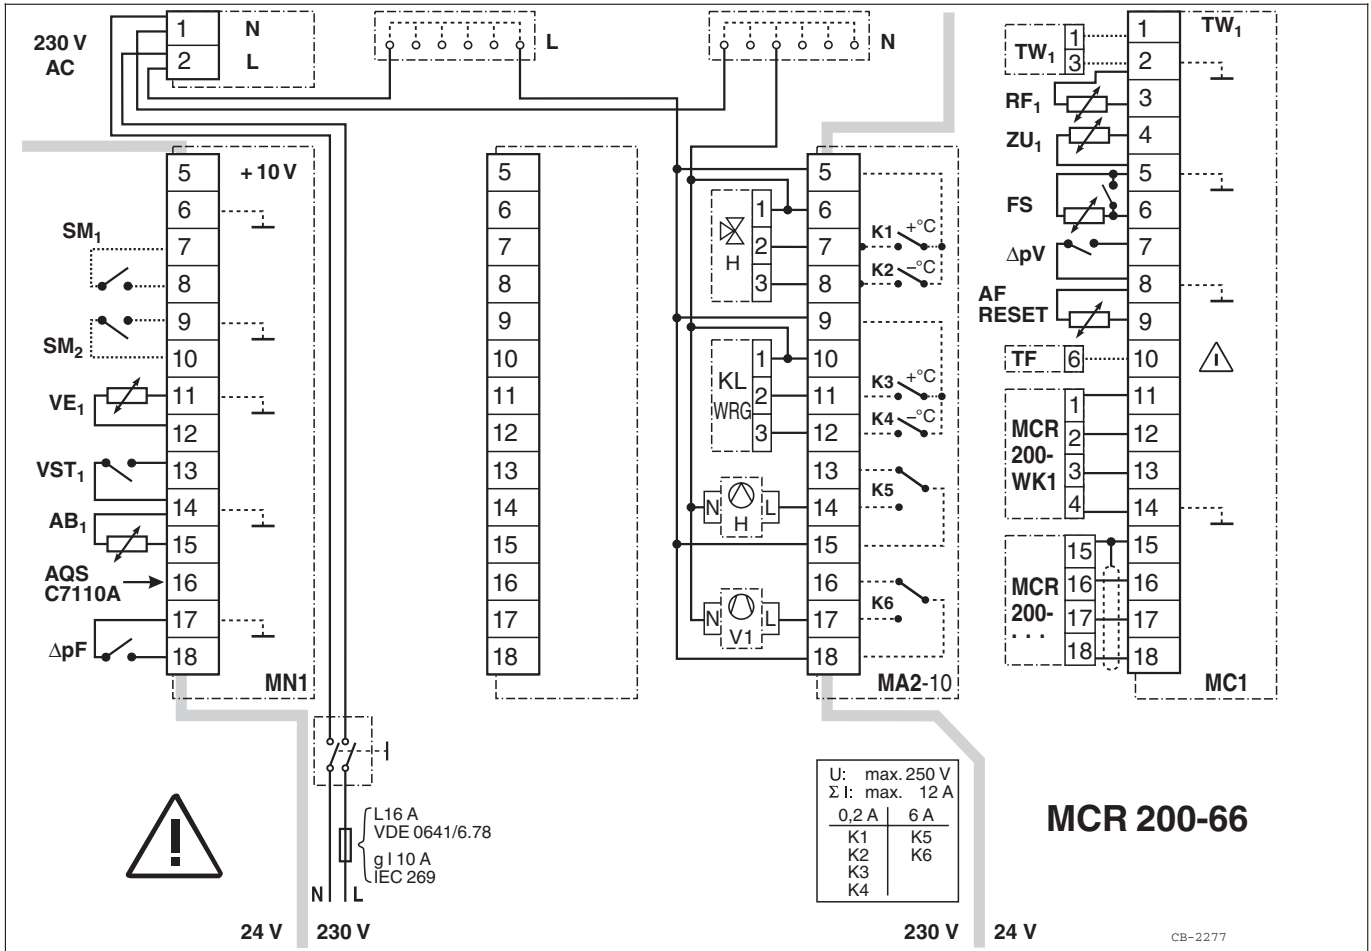 230 V
AC
1 N
2 L
L
N
MN1
5 + 10 V
6
7
8
9
10
11
12
13
14
15
16
17
18
SM1
SM2
VE1
VST1
AB1
AQS
C7110A
ΔpF
5
6
7
8
9
10
11
12
13
14
15
16
17
18
1
2
3
H
1
2
3
KL
WRG
N H L
N V1 L
5
6
7
8
9
10
11
12
13
14
15
16
17
18
K1 +°C
K2 –°C
K3 +°C
K4 –°C
K5
K6
MA2-10
TW1
1
3
RF1
ZU1
FS
ΔpV
AF
RESET
TF 6
MCR
200-
WK1
1
2
3
4
MCR
200-
. . .
15
16
17
18
1
2
3
4
5
6
7
8
9
10
11
12
13
14
15
16
17
18
TW1
MC1
L16 A
VDE 0641/6.78
g l 10 A
IEC 269
N L
24 V 230 V
U: max. 250 V
Σ I: max. 12 A
0,2 A 6 A
K1 K5
K2 K6
K3
K4
MCR 200-66
230 V 24 V
CB-2277